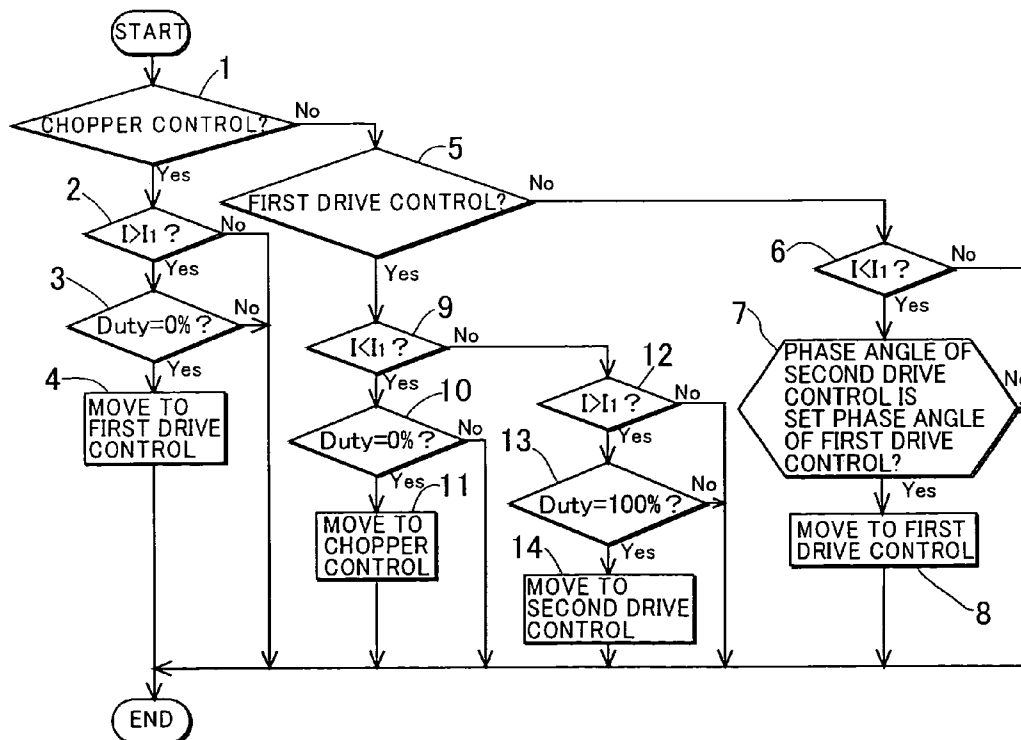 START
1
CHOPPER CONTROL?
No
Yes
5
FIRST DRIVE CONTROL?
No
Yes
2
I>I1 ?
No
Yes
3
Duty=0% ?
No
Yes
4
MOVE TO
FIRST DRIVE
CONTROL
9
I<I1 ?
No
Yes
10
Duty=0% ?
No
Yes
11
MOVE TO
CHOPPER
CONTROL
12
I>I1 ?
No
Yes
13
Duty=100% ?
No
Yes
14
MOVE TO
SECOND DRIVE
CONTROL
6
I<I1 ?
No
Yes
7
PHASE ANGLE OF
SECOND DRIVE
CONTROL IS
SET PHASE ANGLE
OF FIRST DRIVE
CONTROL?
No
Yes
MOVE TO FIRST
DRIVE CONTROL
8
END